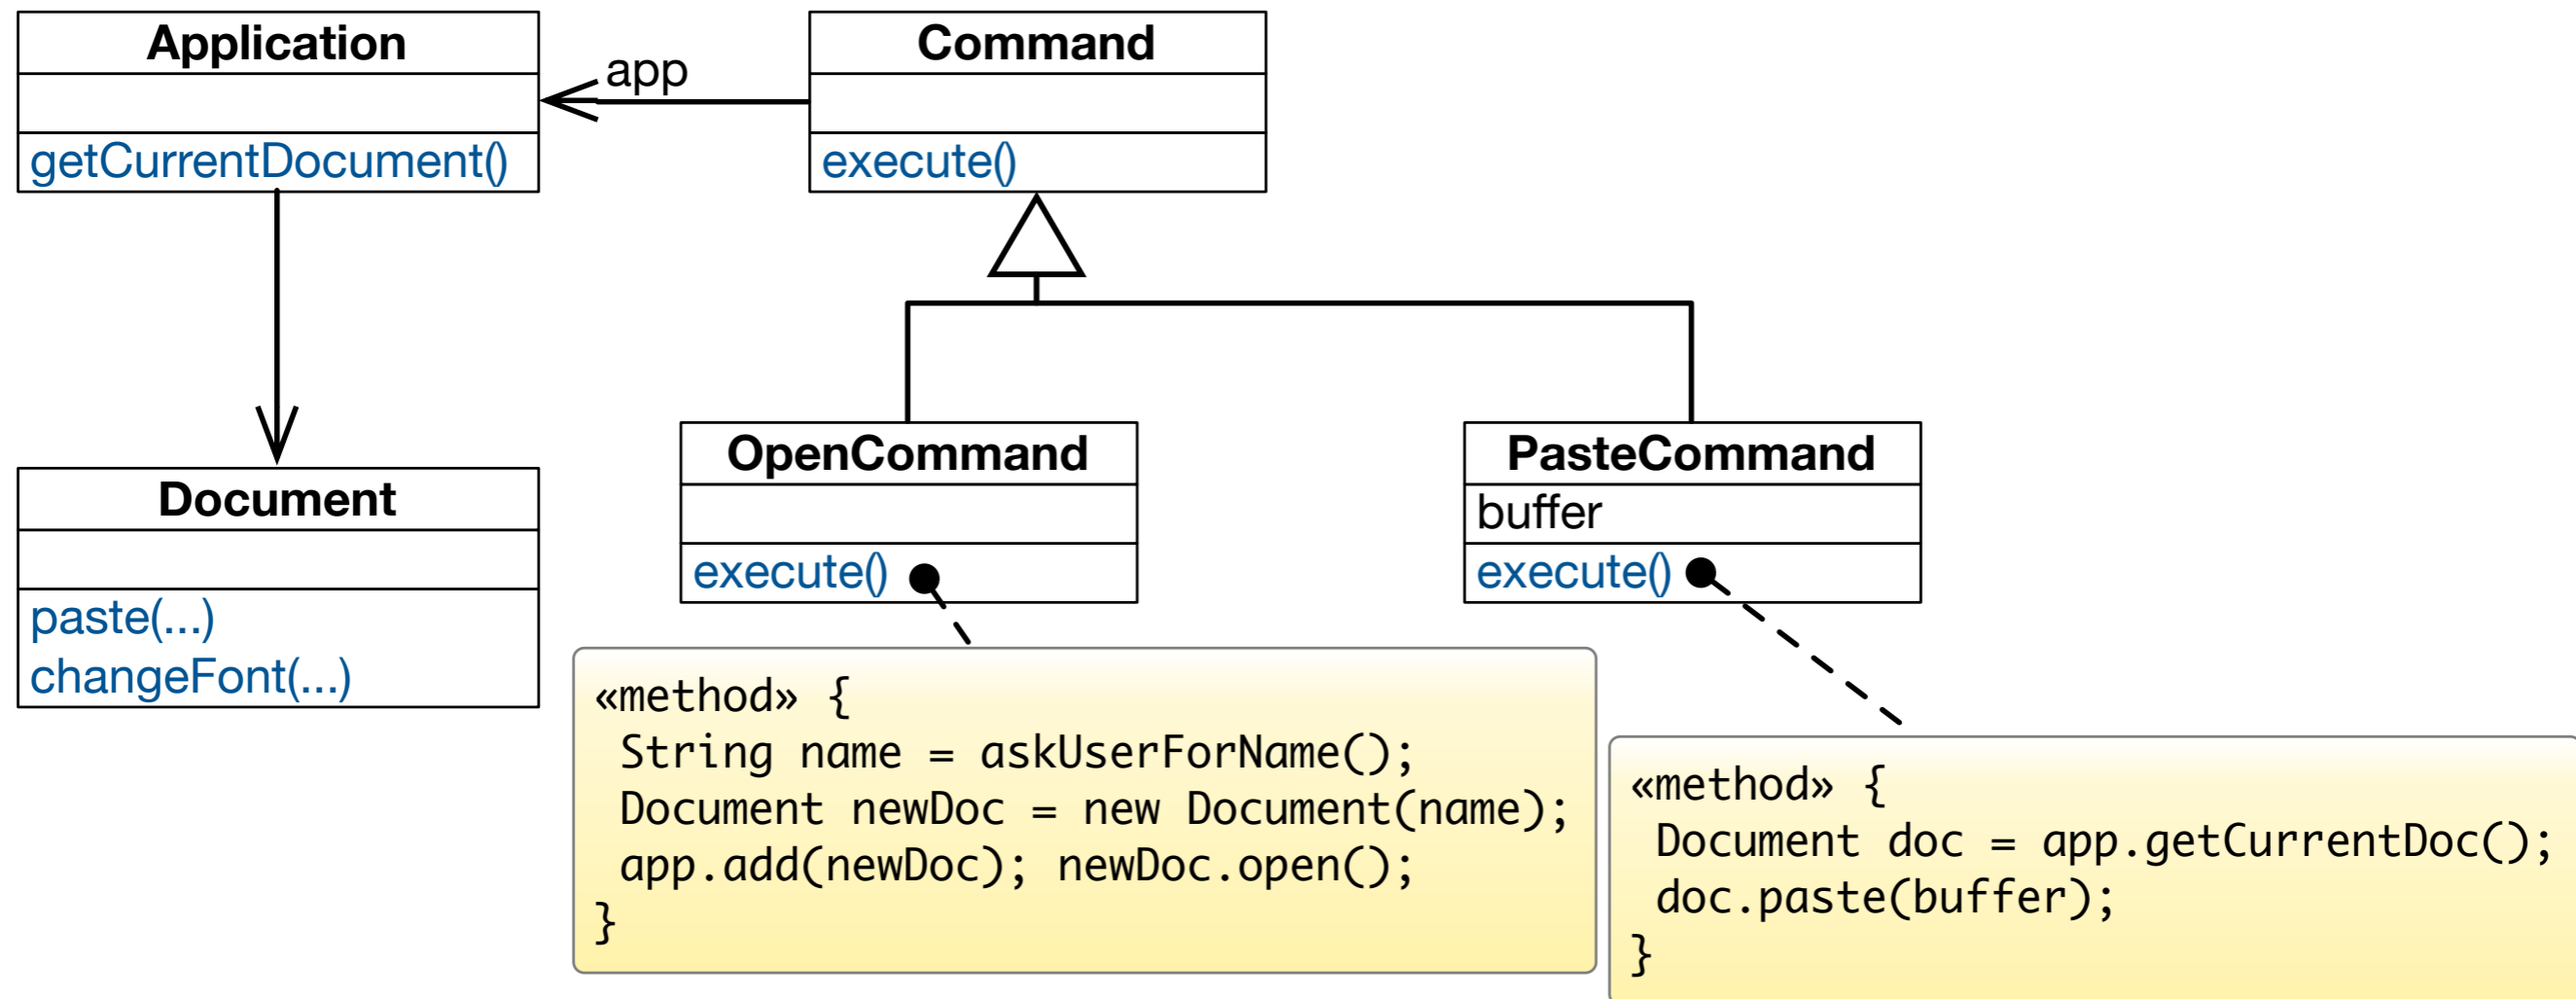 Application
getCurrentDocument()
app
Command
execute()
Document
paste(...)
changeFont(...)
OpenCommand
execute()
PasteCommand
buffer
execute()
«method» {
String name = askUserForName();
Document newDoc = new Document(name);
app.add(newDoc); newDoc.open();
}
«method» {
Document doc = app.getCurrentDoc();
doc.paste(buffer);
}